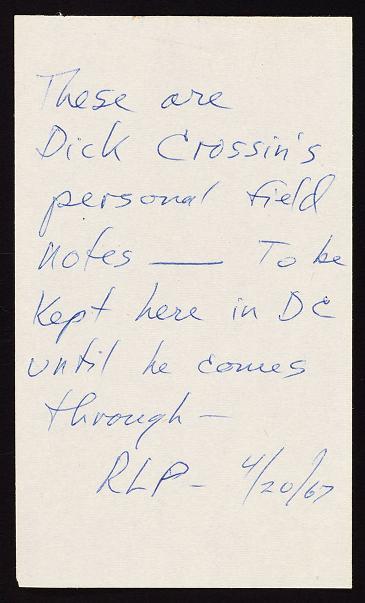 These are
Dick Crossin's
personal field
notes — To be
Kept here in DC
until he comes
through —
RLP - 4/20/67